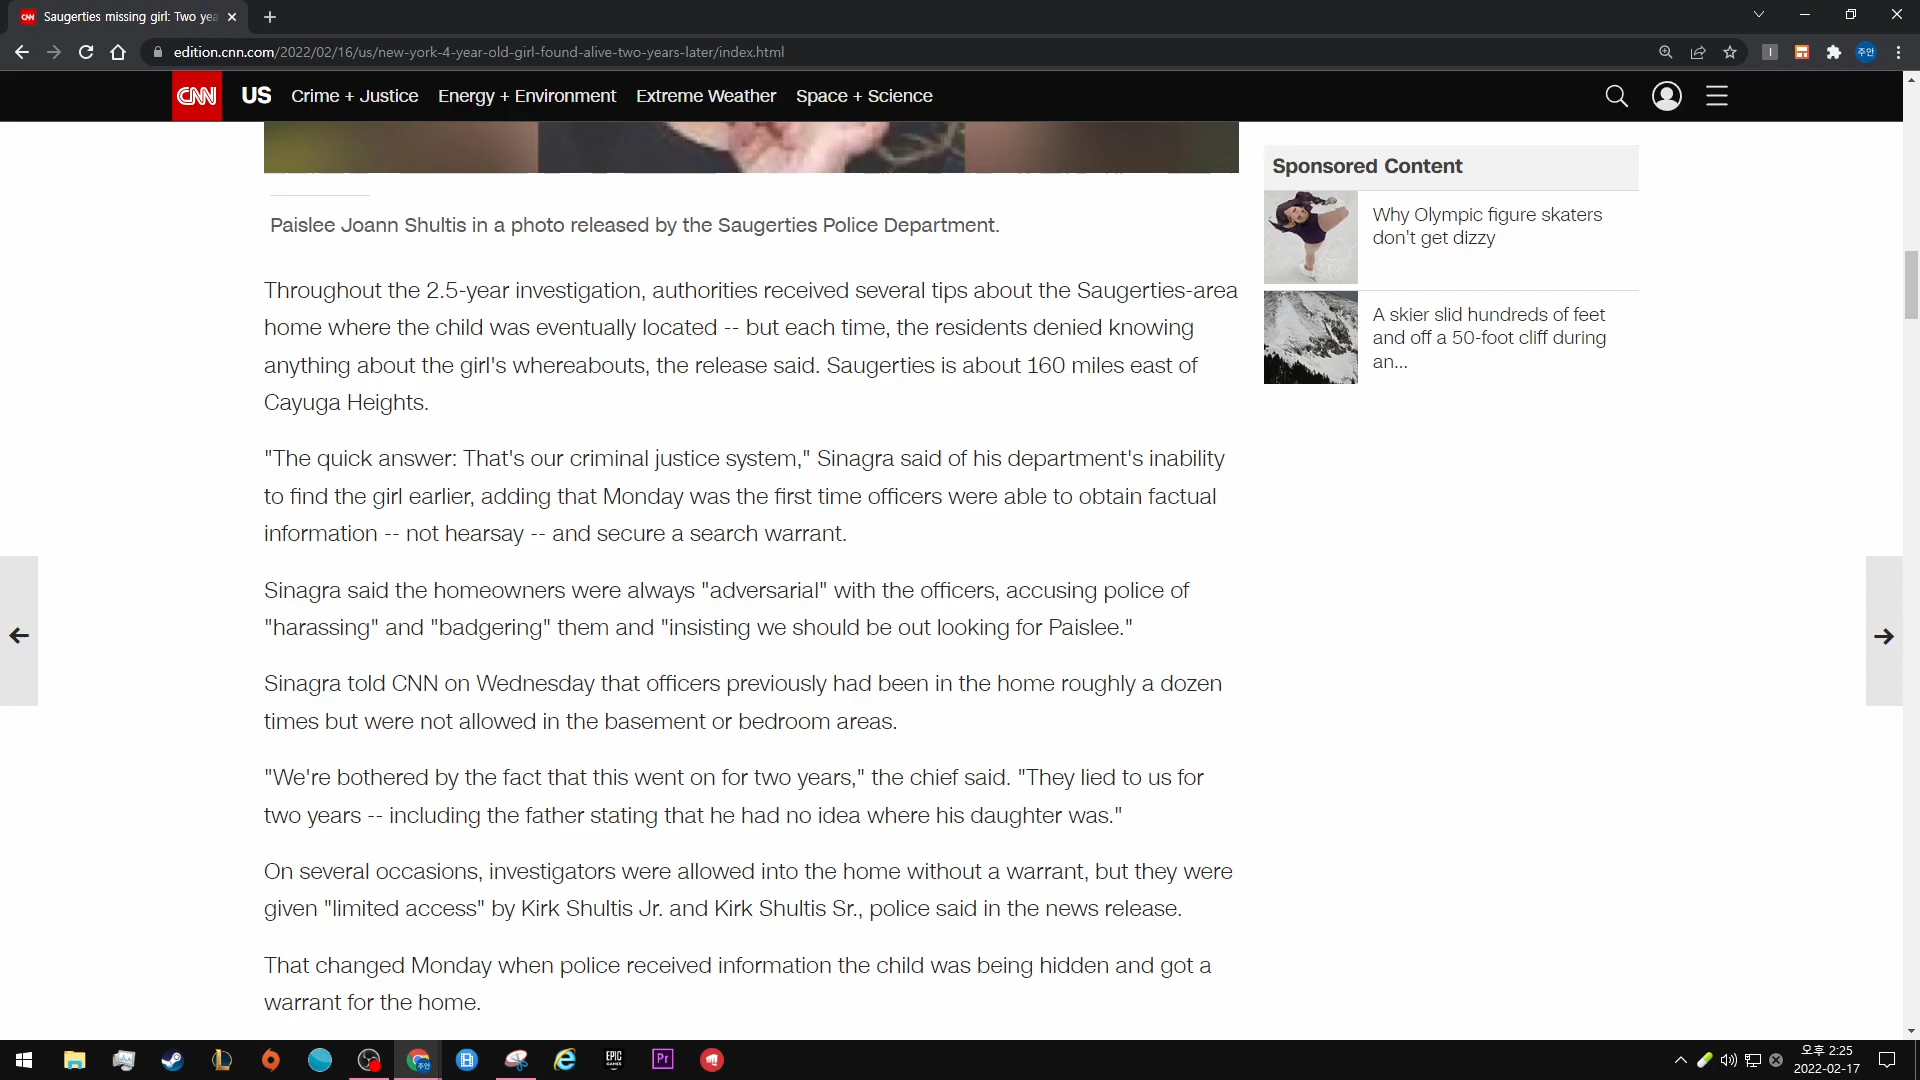 Saugerties missing girl: Two yea
edition.cnn.com/2022/02/16/us/new-york-4-year-old-girl-found-alive-two-years-later/index.html
주안
CNN US Crime + Justice Energy + Environment Extreme Weather Space + Science
Paislee Joann Shultis in a photo released by the Saugerties Police Department.
Throughout the 2.5-year investigation, authorities received several tips about the Saugerties-area
home where the child was eventually located -- but each time, the residents denied knowing
anything about the girl's whereabouts, the release said. Saugerties is about 160 miles east of
Cayuga Heights.
"The quick answer: That's our criminal justice system," Sinagra said of his department's inability
to find the girl earlier, adding that Monday was the first time officers were able to obtain factual
information -- not hearsay -- and secure a search warrant.
Sinagra said the homeowners were always "adversarial" with the officers, accusing police of
"harassing" and "badgering" them and "insisting we should be out looking for Paislee."
Sinagra told CNN on Wednesday that officers previously had been in the home roughly a dozen
times but were not allowed in the basement or bedroom areas.
"We're bothered by the fact that this went on for two years," the chief said. "They lied to us for
two years -- including the father stating that he had no idea where his daughter was."
On several occasions, investigators were allowed into the home without a warrant, but they were
given "limited access" by Kirk Shultis Jr. and Kirk Shultis Sr., police said in the news release.
That changed Monday when police received information the child was being hidden and got a
warrant for the home.
Sponsored Content
Why Olympic figure skaters
don't get dizzy
A skier slid hundreds of feet
and off a 50-foot cliff during
an...
주안
EPIC
GAMES
Pr
오후 2:25
2022-02-17